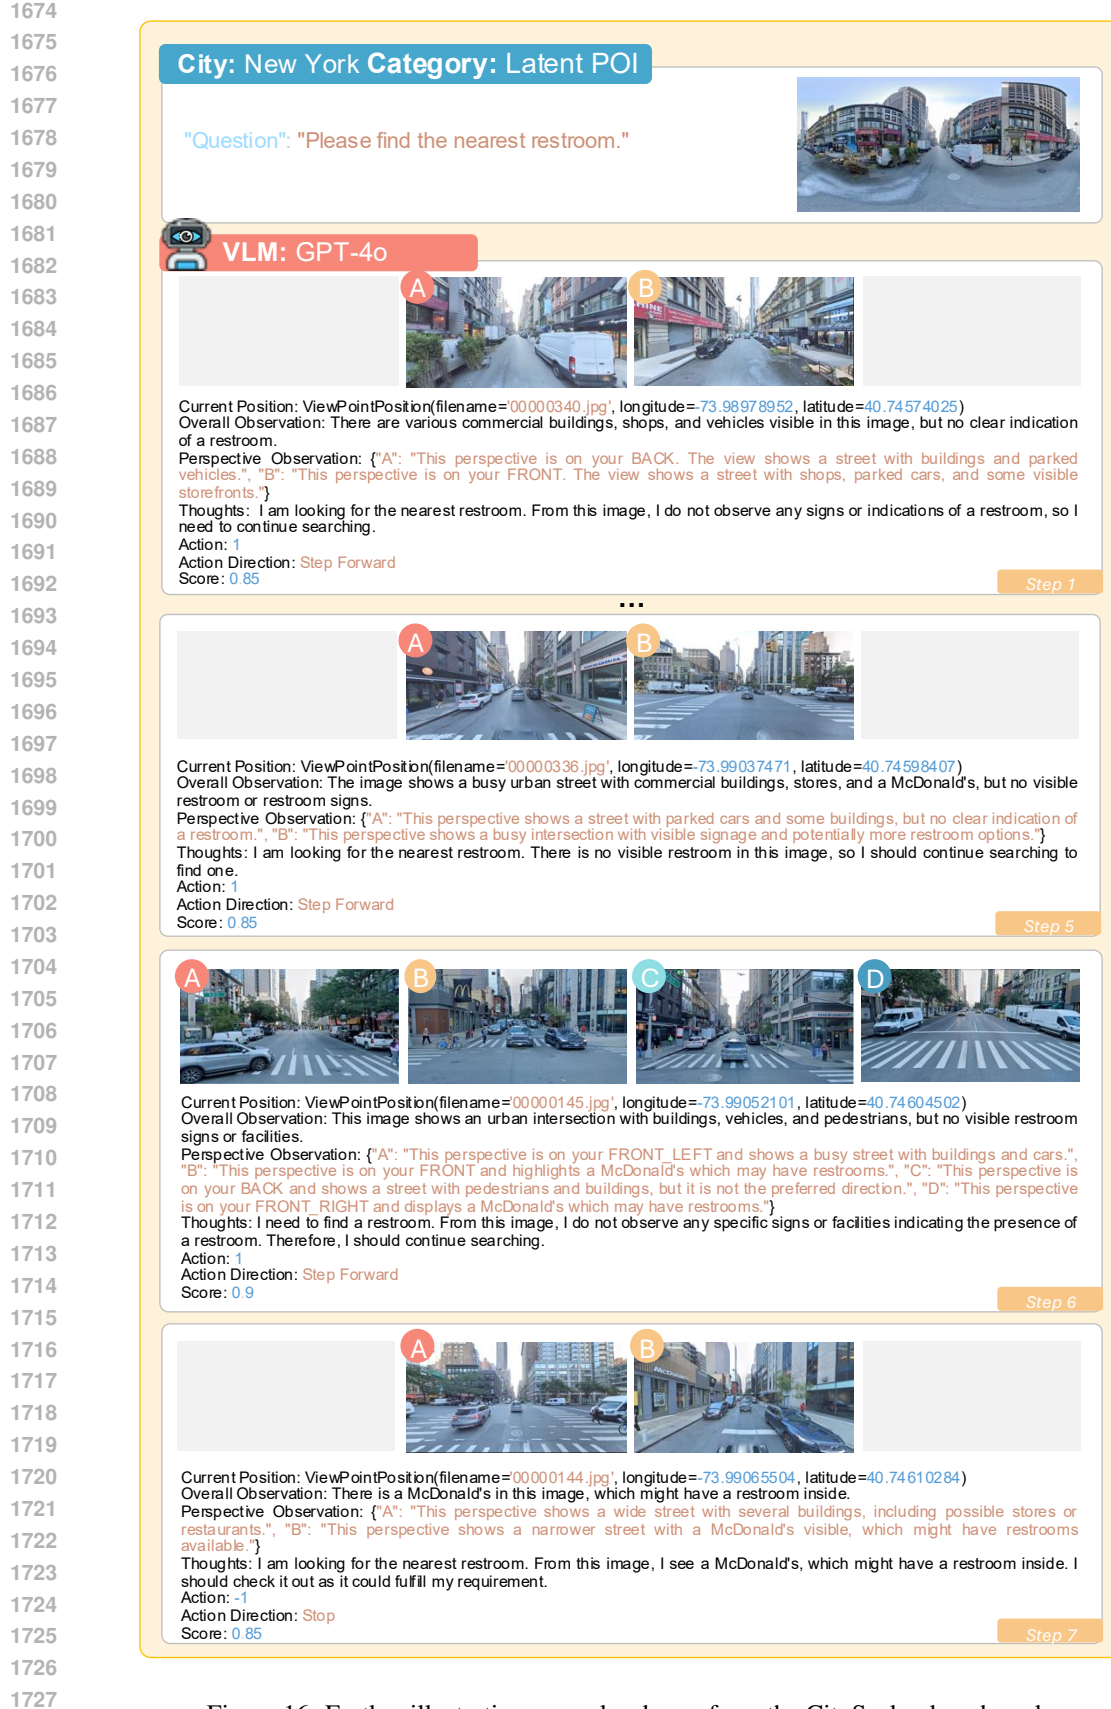 1674
1675
1676
1677
1678
1679
1680
1681
1682
1683
1684
1685
1686
1687
1688
1689
1690
1691
1692
1693
1694
1695
1696
1697
1698
1699
1700
1701
1702
1703
1704
1705
1706
1707
1708
1709
1710
1711
1712
1713
1714
1715
1716
1717
1718
1719
1720
1721
1722
1723
1724
1725
1726
1727
City: New York Category: Latent POI
"Question": "Please find the nearest restroom."
VLM: GPT-4o
A
B
Current Position: ViewPointPosition(filename='00000340.jpg', longitude=-73.98978952, latitude=40.74574025)
Overall Observation: There are various commercial buildings, shops, and vehicles visible in this image, but no clear indication
of a restroom.
Perspective Observation: {"A": "This perspective is on your BACK. The view shows a street with buildings and parked
vehicles.", "B": "This perspective is on your FRONT. The view shows a street with shops, parked cars, and some visible
storefronts."}
Thoughts: I am looking for the nearest restroom. From this image, I do not observe any signs or indications of a restroom, so I
need to continue searching.
Action: 1
Action Direction: Step Forward
Score: 0.85
Step 1
...
A
B
Current Position: ViewPointPosition(filename='00000336.jpg', longitude=-73.99037471, latitude=40.74598407)
Overall Observation: The image shows a busy urban street with commercial buildings, stores, and a McDonald's, but no visible
restroom or restroom signs.
Perspective Observation: {"A": "This perspective shows a street with parked cars and some buildings, but no clear indication of
a restroom.", "B": "This perspective shows a busy intersection with visible signage and potentially more restroom options."}
Thoughts: I am looking for the nearest restroom. There is no visible restroom in this image, so I should continue searching to
find one.
Action: 1
Action Direction: Step Forward
Score: 0.85
Step 5
A
B
C
D
Current Position: ViewPointPosition(filename='00000145.jpg', longitude=-73.99052101, latitude=40.74604502)
Overall Observation: This image shows an urban intersection with buildings, vehicles, and pedestrians, but no visible restroom
signs or facilities.
Perspective Observation: {"A": "This perspective is on your FRONT_LEFT and shows a busy street with buildings and cars.",
"B": "This perspective is on your FRONT and highlights a McDonald's which may have restrooms.", "C": "This perspective is
on your BACK and shows a street with pedestrians and buildings, but it is not the preferred direction.", "D": "This perspective
is on your FRONT_RIGHT and displays a McDonald's which may have restrooms."}
Thoughts: I need to find a restroom. From this image, I do not observe any specific signs or facilities indicating the presence of
a restroom. Therefore, I should continue searching.
Action: 1
Action Direction: Step Forward
Score: 0.9
Step 6
A
B
Current Position: ViewPointPosition(filename='00000144.jpg', longitude=-73.99065504, latitude=40.74610284)
Overall Observation: There is a McDonald's in this image, which might have a restroom inside.
Perspective Observation: {"A": "This perspective shows a wide street with several buildings, including possible stores or
restaurants.", "B": "This perspective shows a narrower street with a McDonald's visible, which might have restrooms
available."}
Thoughts: I am looking for the nearest restroom. From this image, I see a McDonald's, which might have a restroom inside. I
should check it out as it could fulfill my requirement.
Action: -1
Action Direction: Stop
Score: 0.85
Step 7